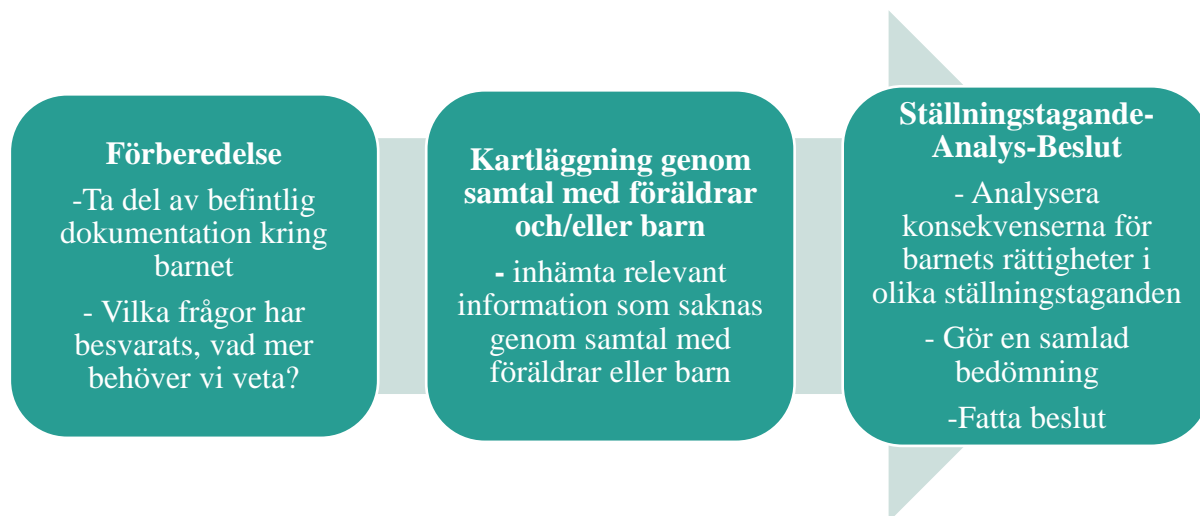 Förberedelse
-Ta del av befintlig
dokumentation kring
barnet
- Vilka frågor har
besvarats, vad mer
behöver vi veta?
Kartläggning genom
samtal med föräldrar
och/eller barn
- inhämta relevant
information som saknas
genom samtal med
föräldrar eller barn
Ställningstagande-
Analys-Beslut
- Analysera
konsekvenserna för
barnets rättigheter i
olika ställningstaganden
- Gör en samlad
bedömning
-Fatta beslut